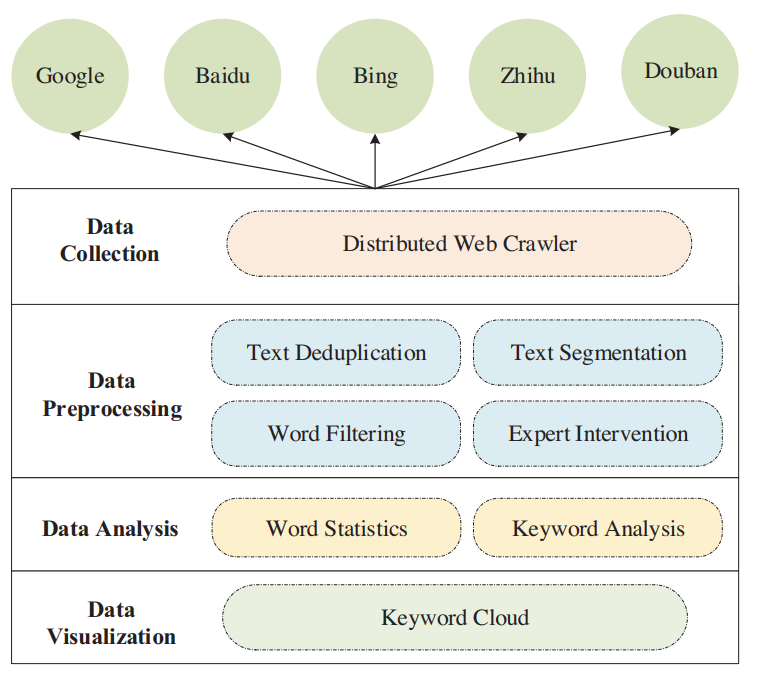 Google
Baidu
Bing
Zhihu
Douban
Data
Collection
Distributed Web Crawler
Data
Preprocessing
Text Deduplication
Text Segmentation
Word Filtering
Expert Intervention
Data Analysis
Word Statistics
Keyword Analysis
Data
Visualization
Keyword Cloud